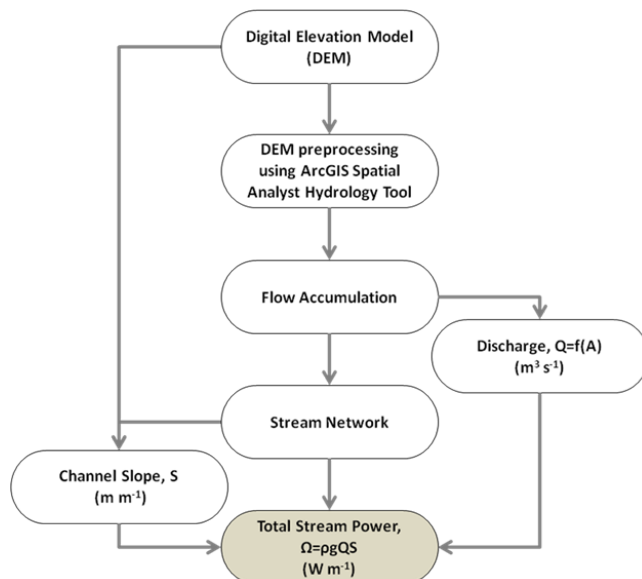 Digital Elevation Model
(DEM)
DEM preprocessing
using ArcGIS Spatial
Analyst Hydrology Tool
Flow Accumulation
Discharge, Q=f(A)
(m³ s⁻¹)
Stream Network
Channel Slope, S
(m m⁻¹)
Total Stream Power,
Ω=ρgQS
(W m⁻¹)